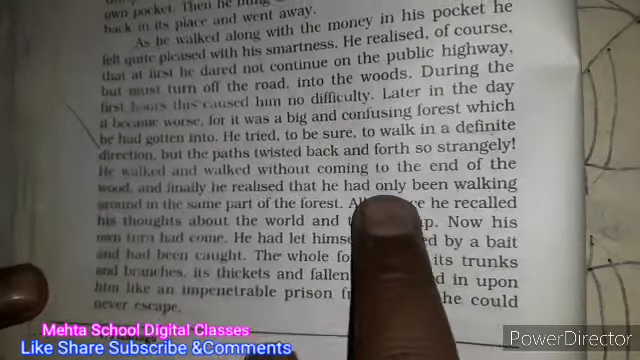 own pocket. Then he hung
back in its place and went away.
As he walked along with the money in his pocket he
felt quite pleased with his smartness. He realised, of course,
that at first he dared not continue on the public highway,
but must turn off the road, into the woods. During the
first hours this caused him no difficulty. Later in the day
it became worse, for it was a big and confusing forest which
he had gotten into. He tried, to be sure, to walk in a definite
direction, but the paths twisted back and forth so strangely!
He walked and walked without coming to the end of the
wood, and finally he realised that he had only been walking
around in the same part of the forest. he recalled
his thoughts about the world and Now his
own turn had come. He had let by a bait
and had been caught. The whole its trunks
and branches, its thickets and fallen in upon
him like an impenetrable prison he could
never escape.
Mehta School Digital Classes
Like Share Subscribe &Comments
PowerDirector